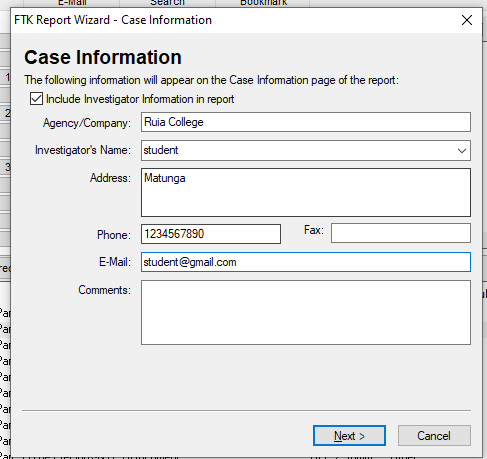 E-Mail Search Bookmark
FTK Report Wizard - Case Information
Case Information
The following information will appear on the Case Information page of the report:
Include Investigator Information in report
Agency/Company: Ruia College
Investigator's Name: student
Address: Matunga
Phone: 1234567890 Fax:
E-Mail: student@gmail.com
Comments:
Next > Cancel